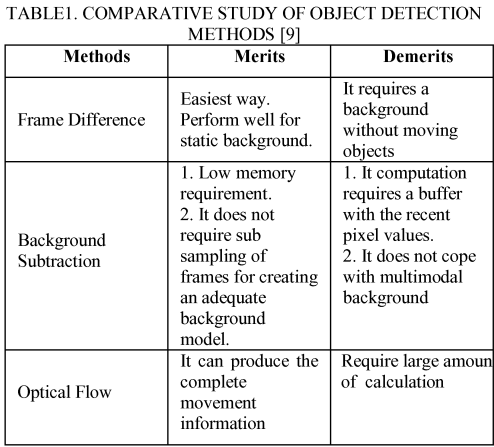 TABLE1. COMPARATIVE STUDY OF OBJECT DETECTION
METHODS [9]
Methods
Merits
Demerits
Frame Difference
Easiest way.
Perform well for
static background.
It requires a
background
without moving
objects
Background
Subtraction
1. Low memory
requirement.
2. It does not
require sub
sampling of
frames for creating
an adequate
background
model.
1. It computation
requires a buffer
with the recent
pixel values.
2. It does not cope
with multimodal
background
Optical Flow
It can produce the
complete
movement
information
Require large amoun
of calculation